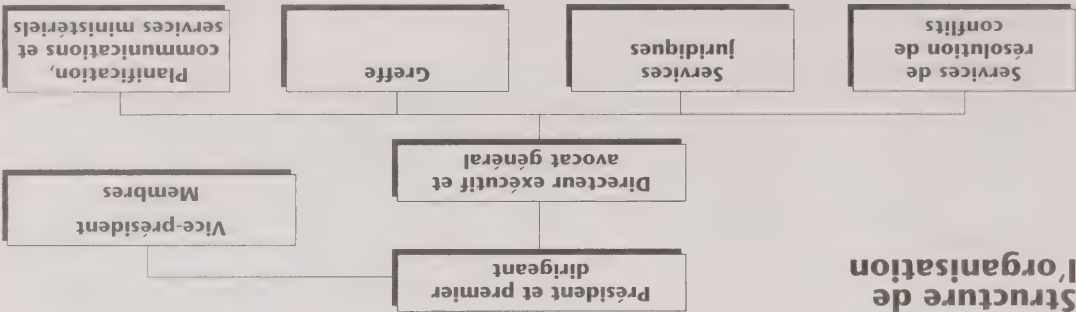 Structure de
l'organisation
Président et premier
dirigeant
Vice-président
Membres
Directeur exécutif et
avocat général
Services de
résolution de
conflits
Services
juridiques
Greffe
Planification,
communications et
services ministériels